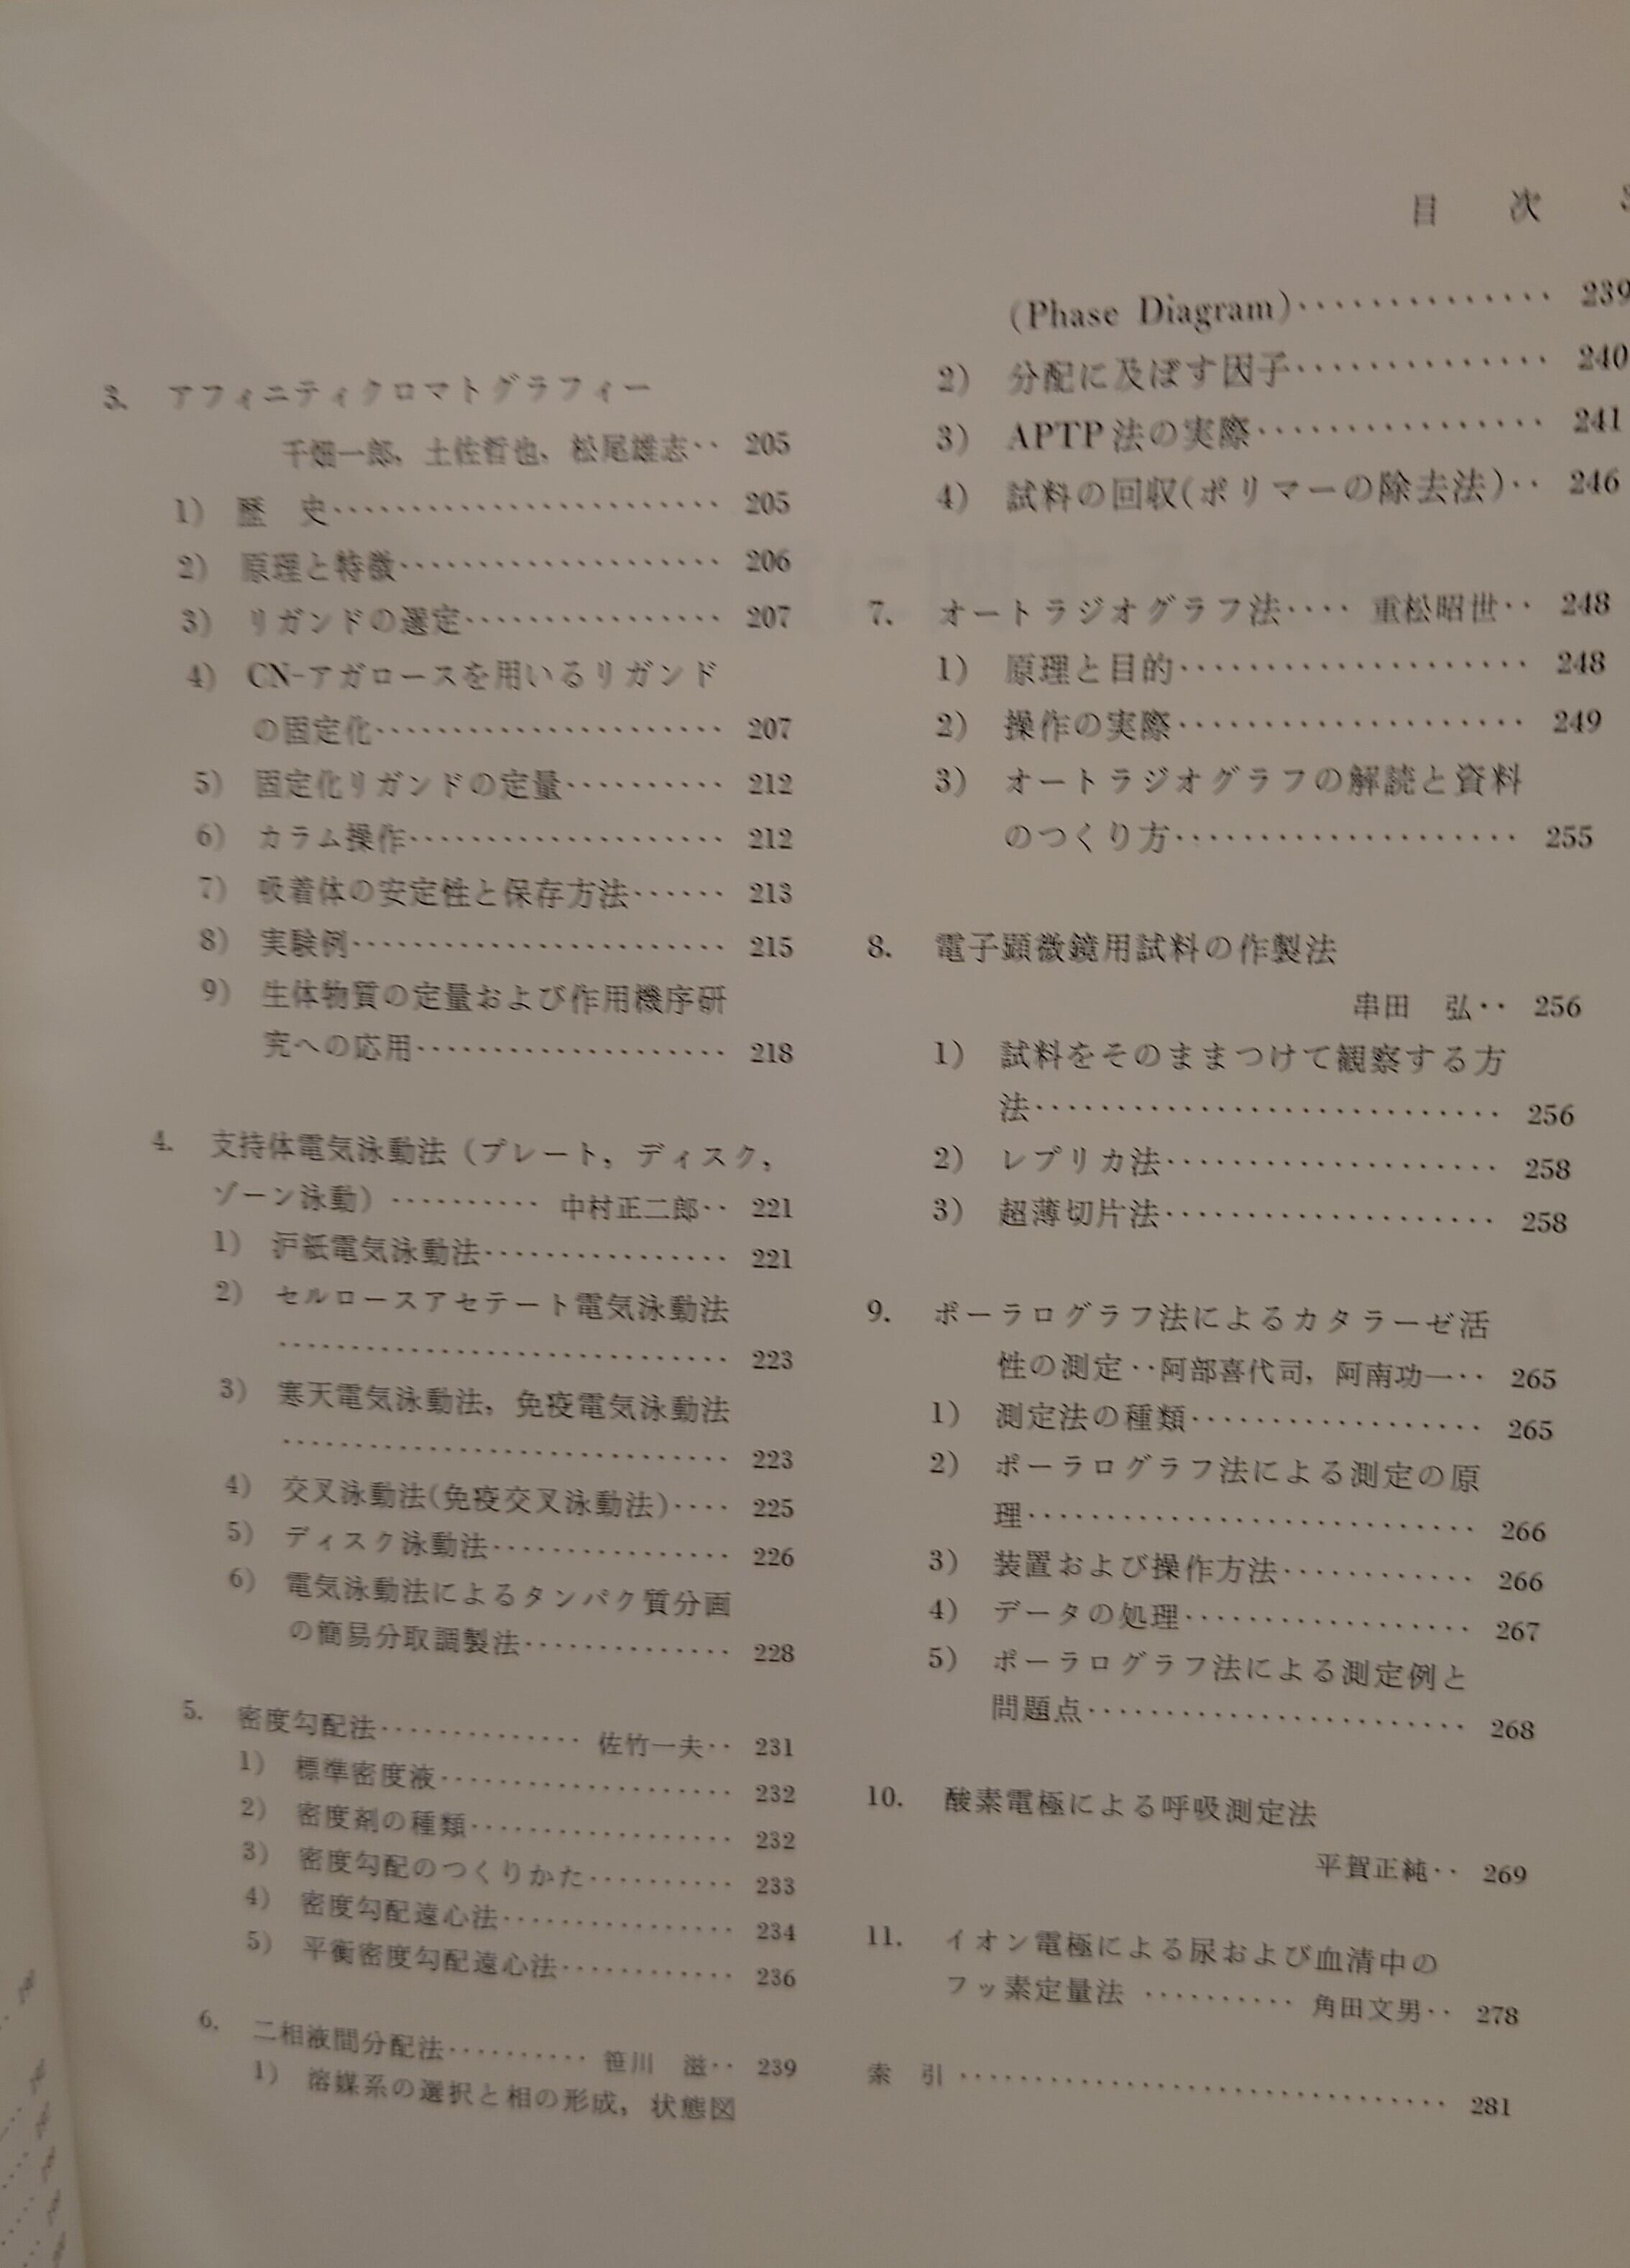 目 次
3. アフィニティクロマトグラフィー
千畑一郎，土佐哲也，松尾雄志‥ 205
1) 歴 史……………………… 205
2) 原理と特徴………………… 206
3) リガンドの選定…………… 207
4) CN-アガロースを用いるリガンド
の固定化…………………… 207
5) 固定化リガンドの定量……… 212
6) カラム操作………………… 212
7) 吸着体の安定性と保存方法…… 213
8) 実験例……………………… 215
9) 生体物質の定量および作用機序研
究への応用………………… 218
4. 支持体電気泳動法（プレート，ディスク，
ゾーン泳動）………… 中村正二郎‥ 221
1) 沪紙電気泳動法…………… 221
2) セルロースアセテート電気泳動法
………………………… 223
3) 寒天電気泳動法，免疫電気泳動法
………………………… 223
4) 交叉泳動法(免疫交叉泳動法)…… 225
5) ディスク泳動法…………… 226
6) 電気泳動法によるタンパク質分画
の簡易分取調製法………… 228
5. 密度勾配法………… 佐竹一夫‥ 231
1) 標準密度液……………… 232
2) 密度剤の種類…………… 232
3) 密度勾配のつくりかた……… 233
4) 密度勾配遠心法………… 234
5) 平衡密度勾配遠心法……… 236
6. 二相液間分配法……… 笹川 滋‥ 239
1) 溶媒系の選択と相の形成，状態図
(Phase Diagram)………… 239
2) 分配に及ぼす因子………… 240
3) APTP法の実際………… 241
4) 試料の回収(ポリマーの除去法)‥ 246
7. オートラジオグラフ法…… 重松昭世‥ 248
1) 原理と目的……………… 248
2) 操作の実際……………… 249
3) オートラジオグラフの解読と資料
のつくり方……………… 255
8. 電子顕微鏡用試料の作製法
串田 弘‥ 256
1) 試料をそのままつけて観察する方
法……………………… 256
2) レプリカ法……………… 258
3) 超薄切片法……………… 258
9. ポーラログラフ法によるカタラーゼ活
性の測定‥阿部喜代司，阿南功一‥ 265
1) 測定法の種類…………… 265
2) ポーラログラフ法による測定の原
理……………………… 266
3) 装置および操作方法……… 266
4) データの処理…………… 267
5) ポーラログラフ法による測定例と
問題点………………… 268
10. 酸素電極による呼吸測定法
平賀正純‥ 269
11. イオン電極による尿および血清中の
フッ素定量法 ……… 角田文男‥ 278
索 引……………………… 281